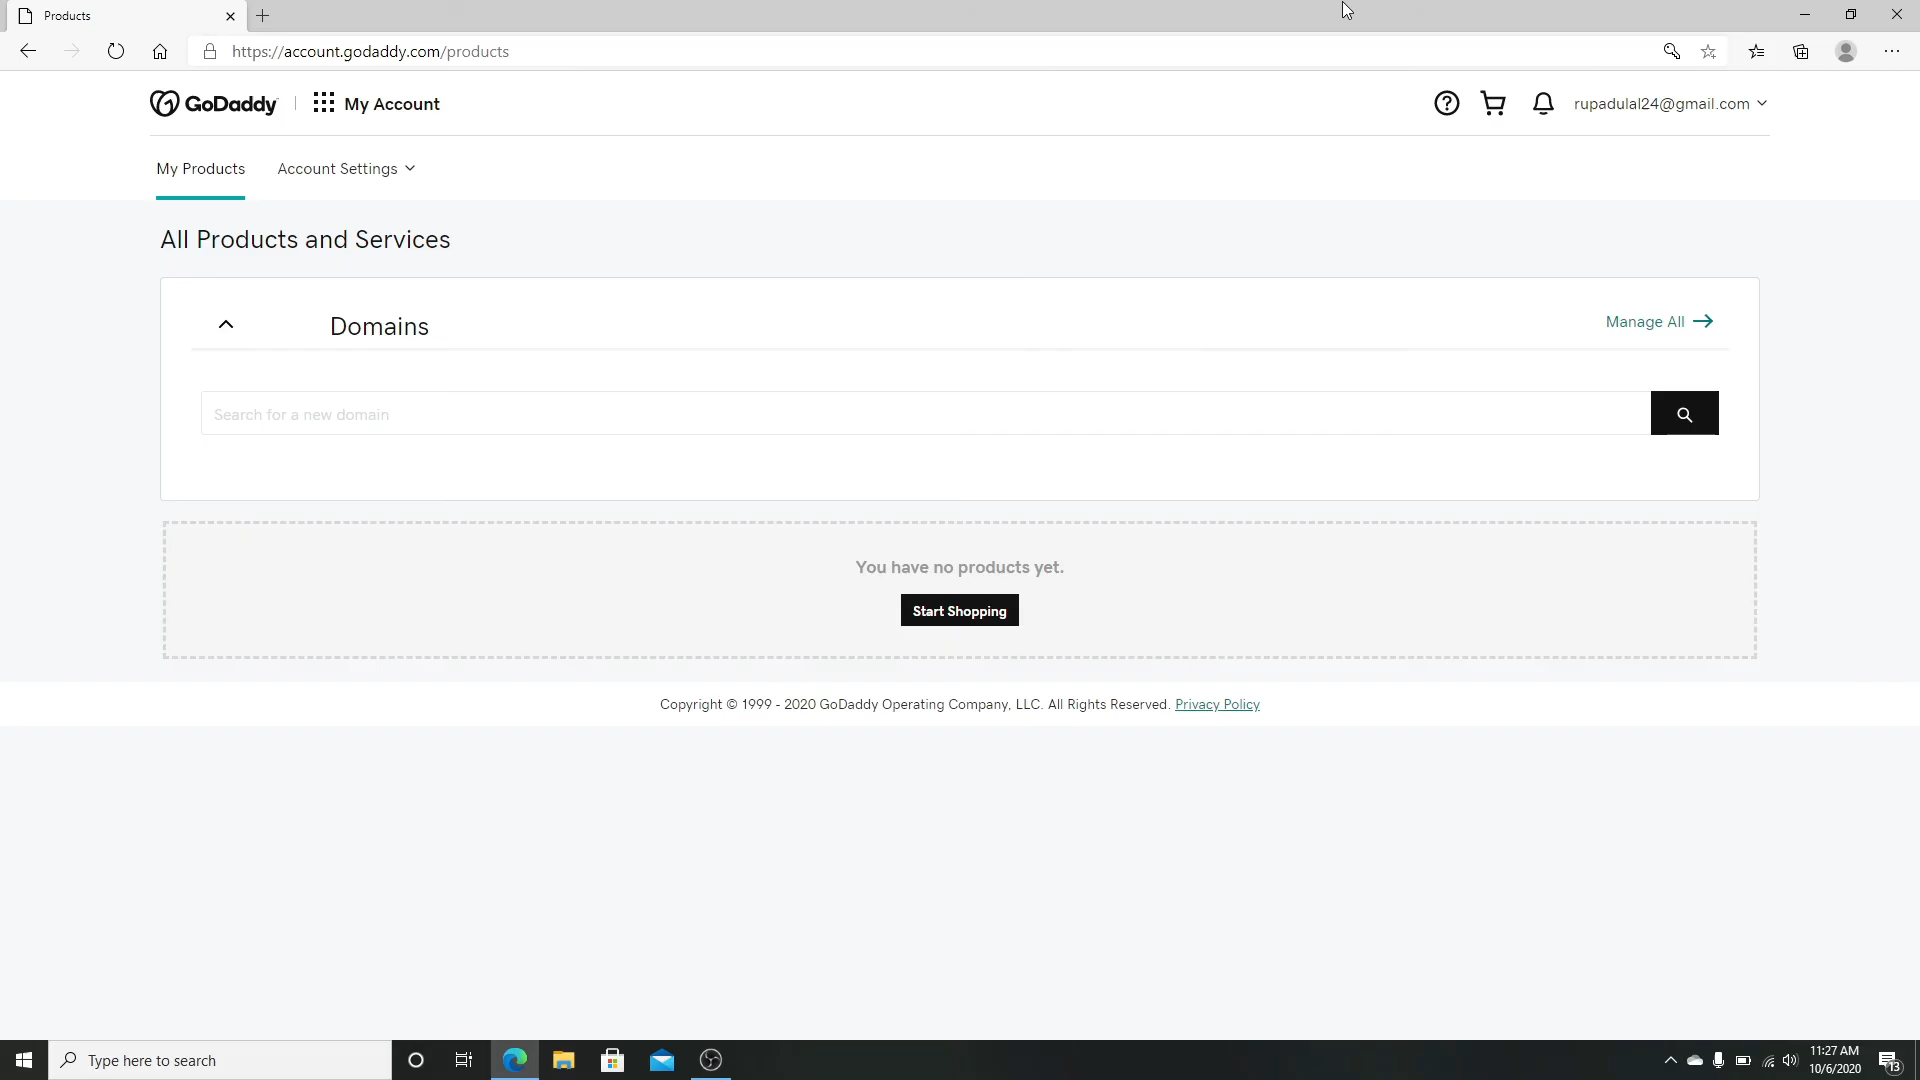 Products
https://account.godaddy.com/products
GoDaddy
My Account
rupadulal24@gmail.com
My Products
Account Settings
All Products and Services
Domains
Manage All
Search for a new domain
You have no products yet.
Start Shopping
Copyright © 1999 - 2020 GoDaddy Operating Company, LLC. All Rights Reserved. Privacy Policy
Type here to search
11:27 AM
10/6/2020
13